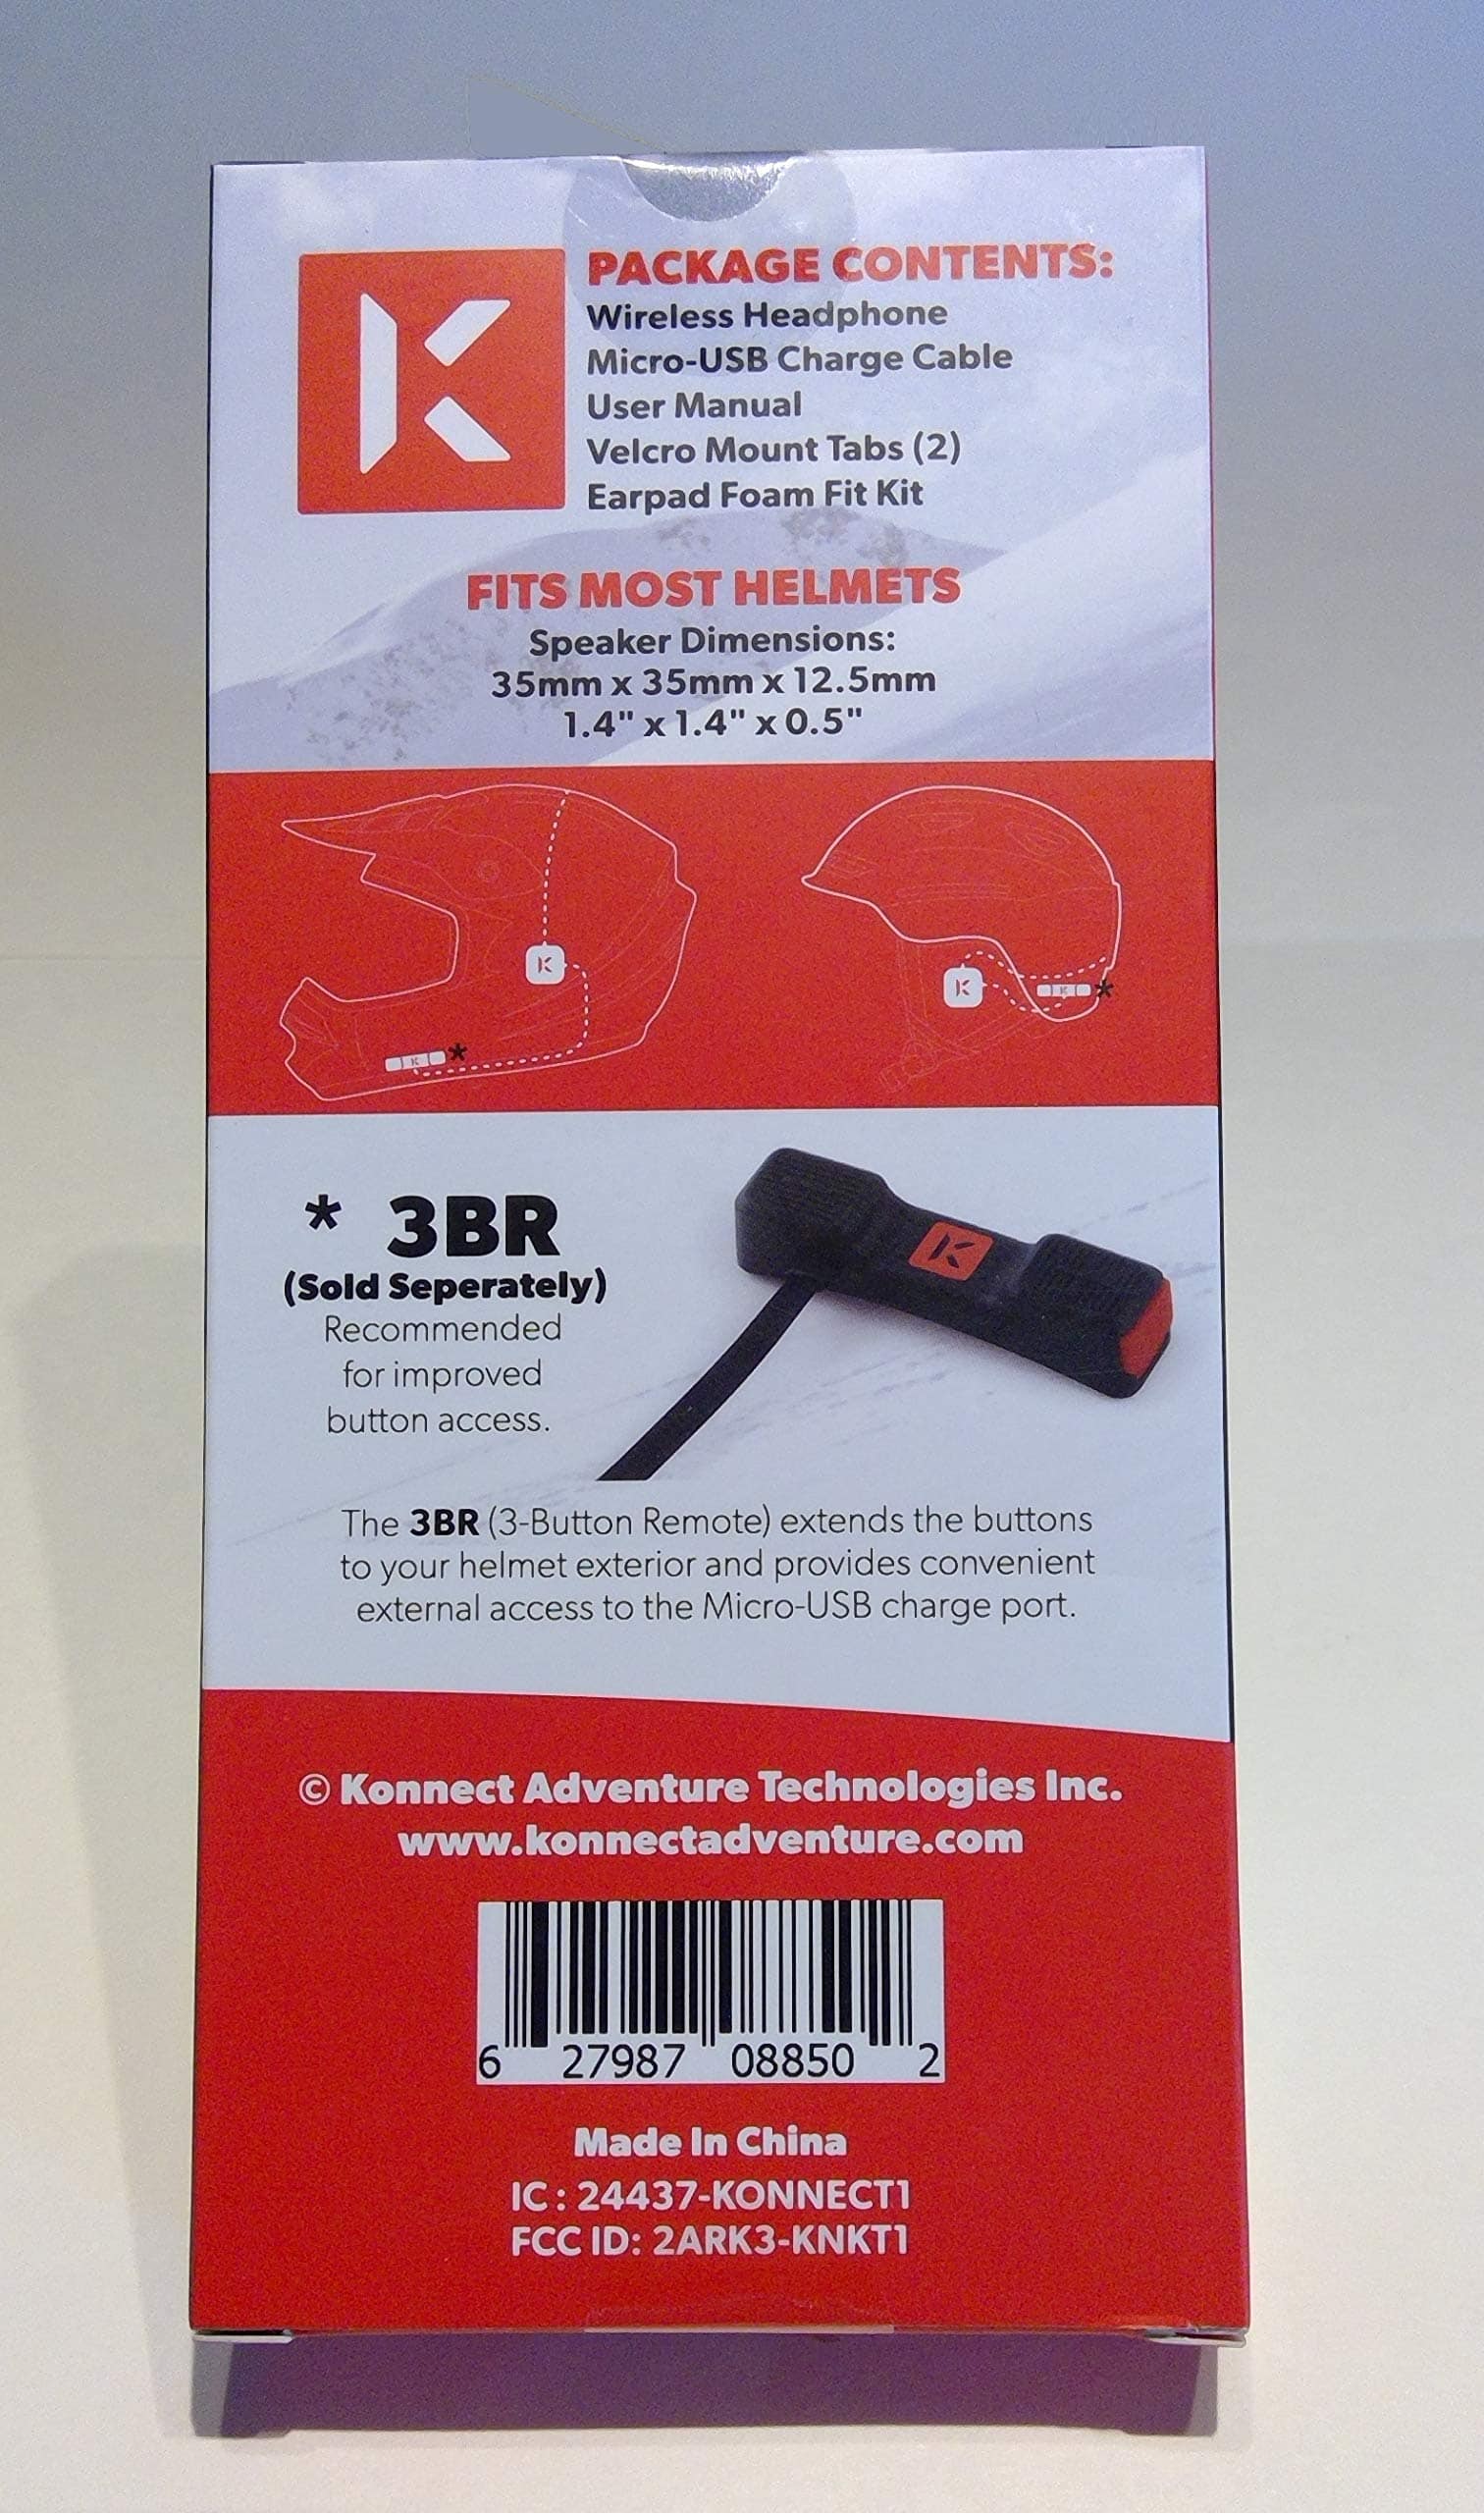 K
PACKAGE CONTENTS:
Wireless Headphone
Micro-USB Charge Cable
User Manual
Velcro Mount Tabs (2)
Earpad Foam Fit Kit
FITS MOST HELMETS
Speaker Dimensions:
35mm x 35mm x 12.5mm
1.4" x 1.4" x 0.5"
K
K
K *
K *
* 3BR
(Sold Seperately)
Recommended
for improved
button access.
K
The 3BR (3-Button Remote) extends the buttons
to your helmet exterior and provides convenient
external access to the Micro-USB charge port.
© Konnect Adventure Technologies Inc.
www.konnectadventure.com
6 27987 08850 2
Made In China
IC : 24437-KONNECT1
FCC ID: 2ARK3-KNKT1